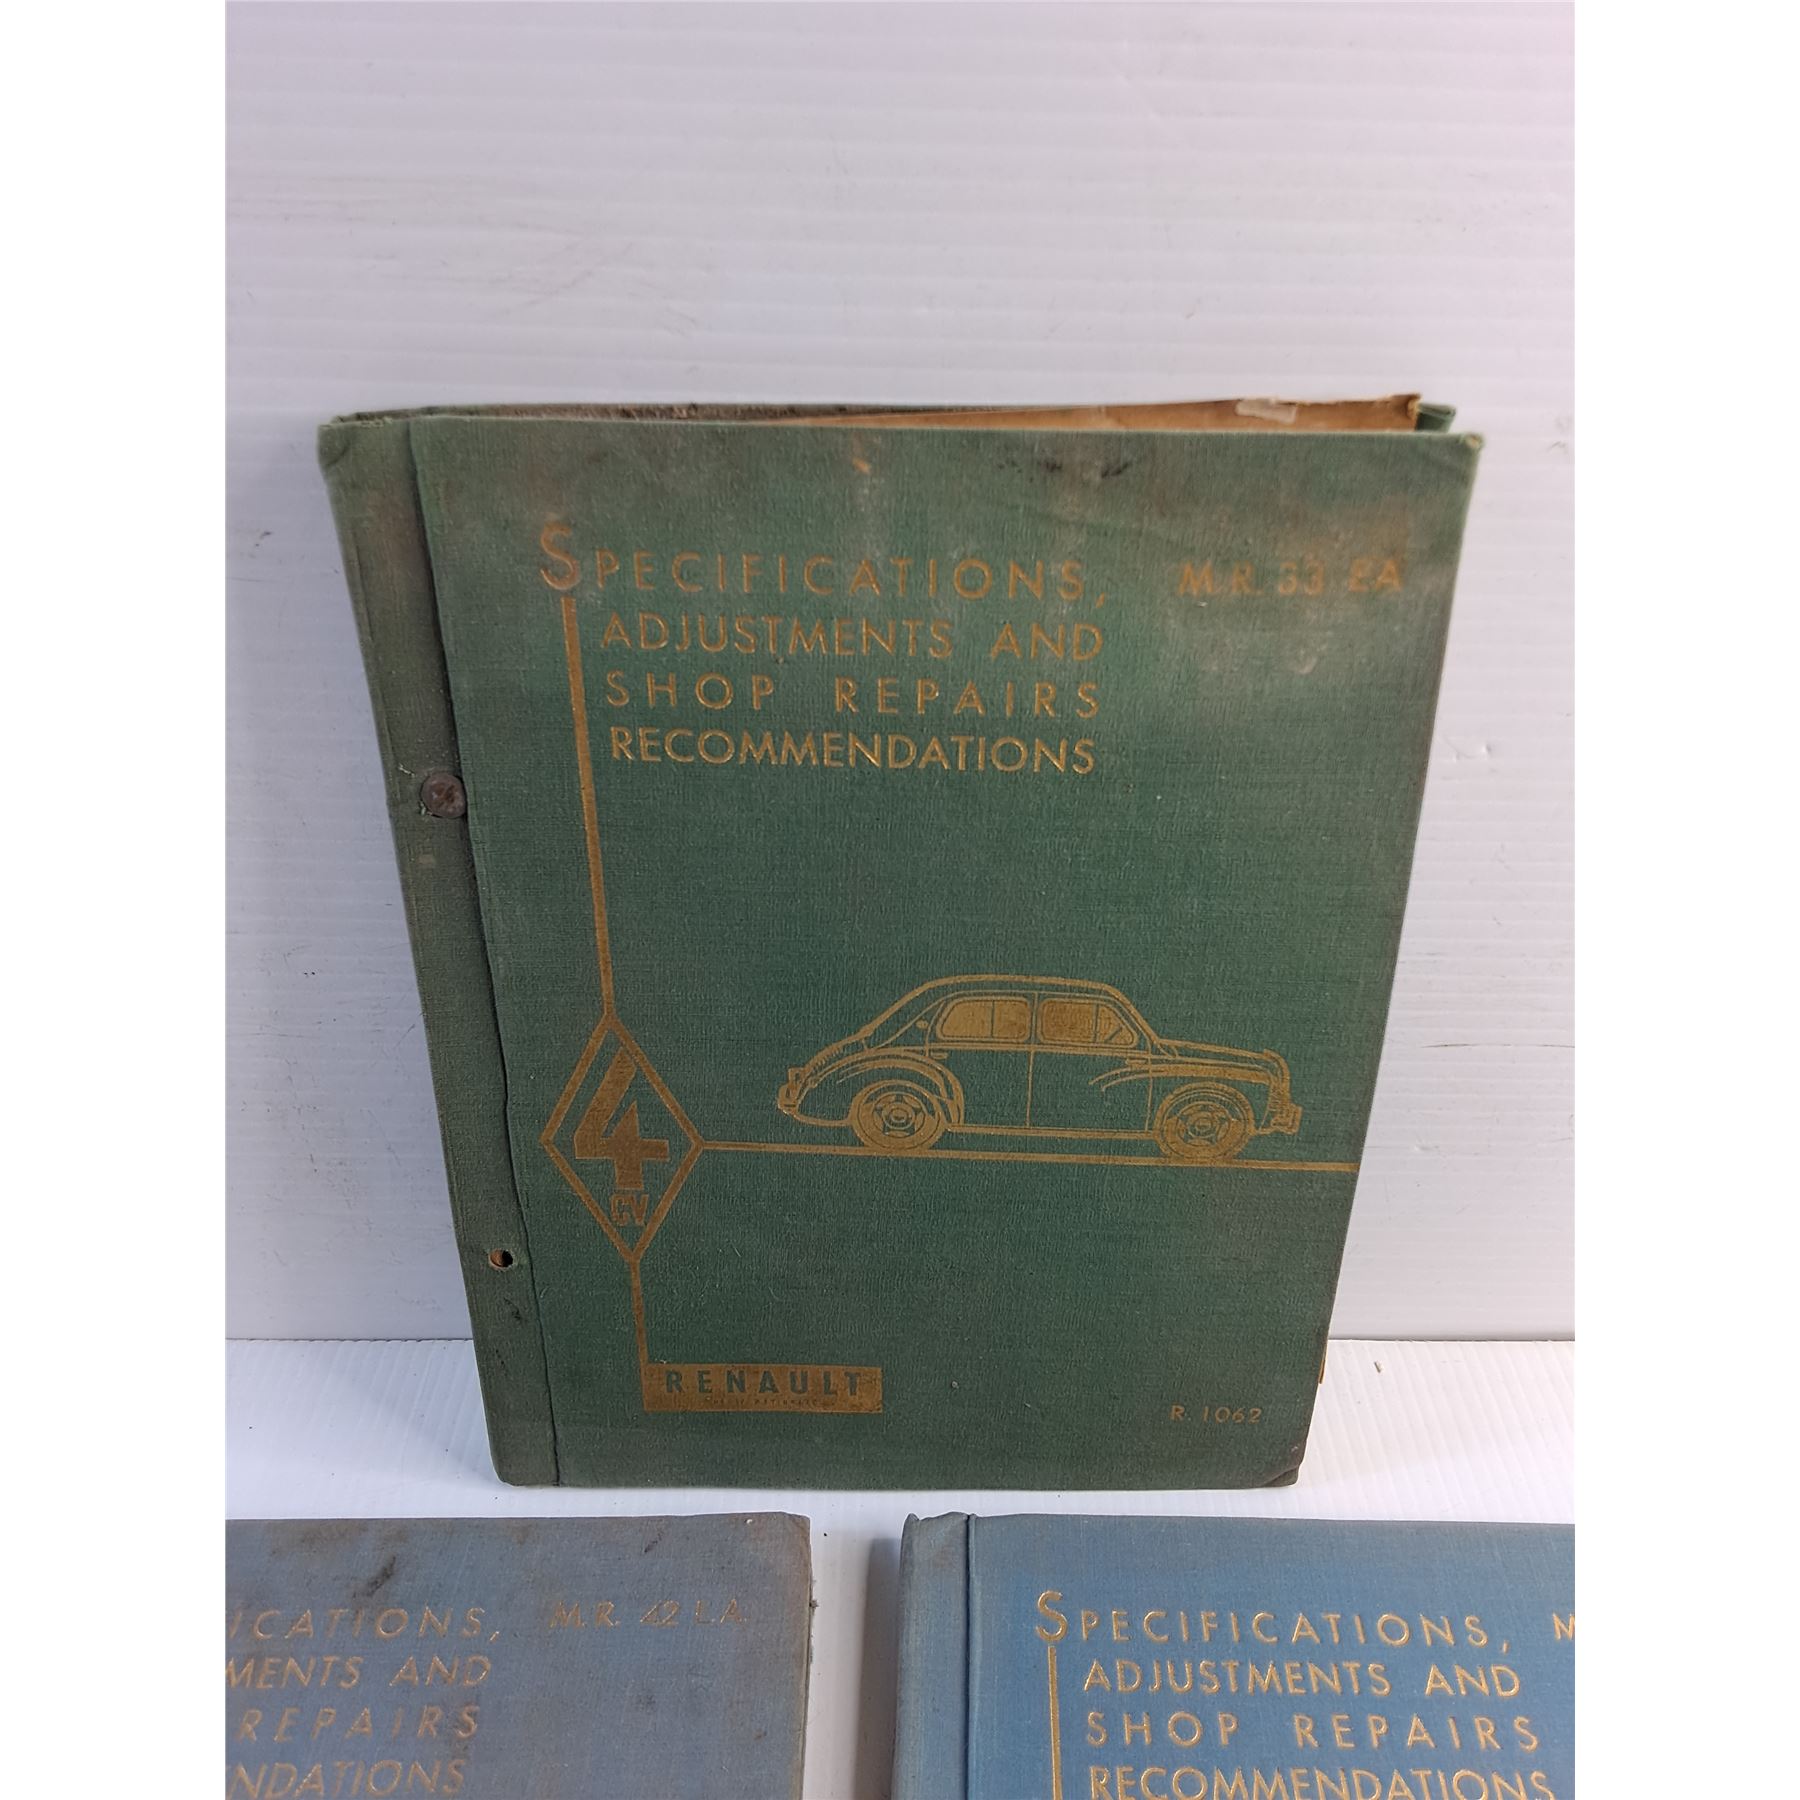 SPECIFICATIONS, M.R. 33 EA
ADJUSTMENTS AND
SHOP REPAIRS
RECOMMENDATIONS
4
CV
RENAULT
R. 1062
ICATIONS, M.R. 42 E.A.
MENTS AND
REPAIRS
NDATIONS
SPECIFICATIONS, M
ADJUSTMENTS AND
SHOP REPAIRS
RECOMMENDATIONS